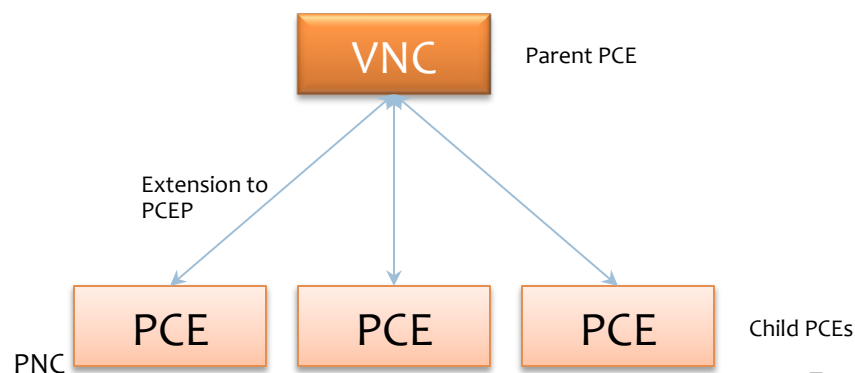 VNC
Parent PCE
Extension to
PCEP
PCE
PCE
PCE
Child PCEs
PNC